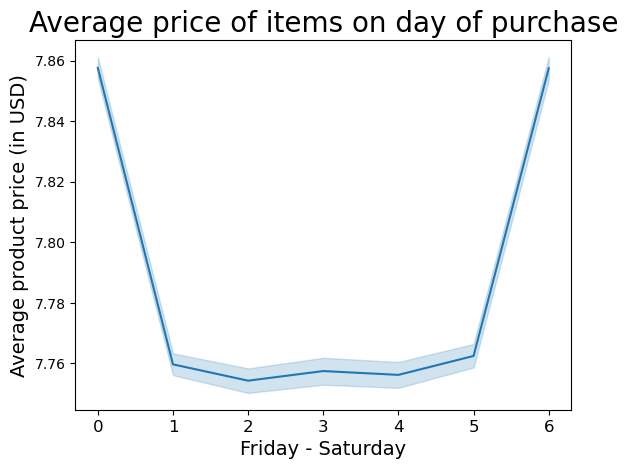 Average price of items on day of purchase
Average product price (in USD)
7.86
7.84
7.82
7.80
7.78
7.76
0 1 2 3 4 5 6
Friday - Saturday